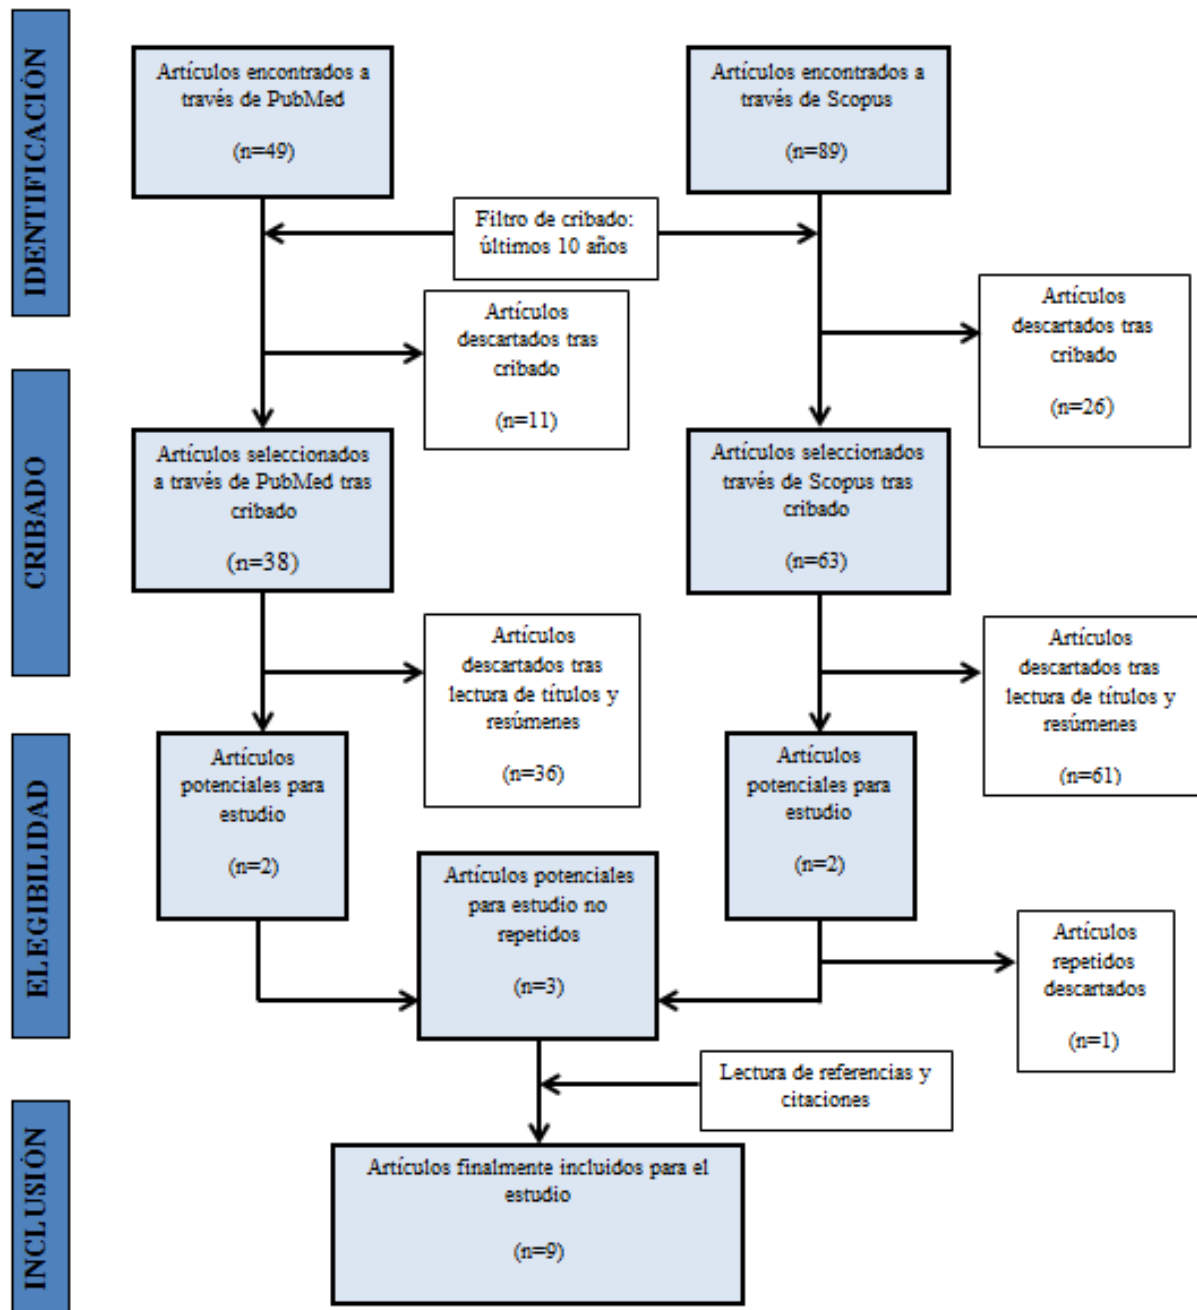 IDENTIFICACIÓN
Artículos encontrados a
través de PubMed
(n=49)
Artículos encontrados a
través de Scopus
(n=89)
Filtro de cribado:
últimos 10 años
Artículos
descartados tras
cribado
(n=11)
Artículos
descartados tras
cribado
(n=26)
CRIBADO
Artículos seleccionados
a través de PubMed tras
cribado
(n=38)
Artículos seleccionados
través de Scopus tras
cribado
(n=63)
Artículos
descartados tras
lectura de títulos y
resúmenes
(n=36)
Artículos
descartados tras
lectura de títulos y
resúmenes
(n=61)
ELEGIBILIDAD
Artículos
potenciales para
estudio
(n=2)
Artículos
potenciales para
estudio
(n=2)
Artículos potenciales
para estudio no
repetidos
(n=3)
Artículos
repetidos
descartados
(n=1)
Lectura de referencias y
citaciones
INCLUSIÓN
Artículos finalmente incluidos para el
estudio
(n=9)